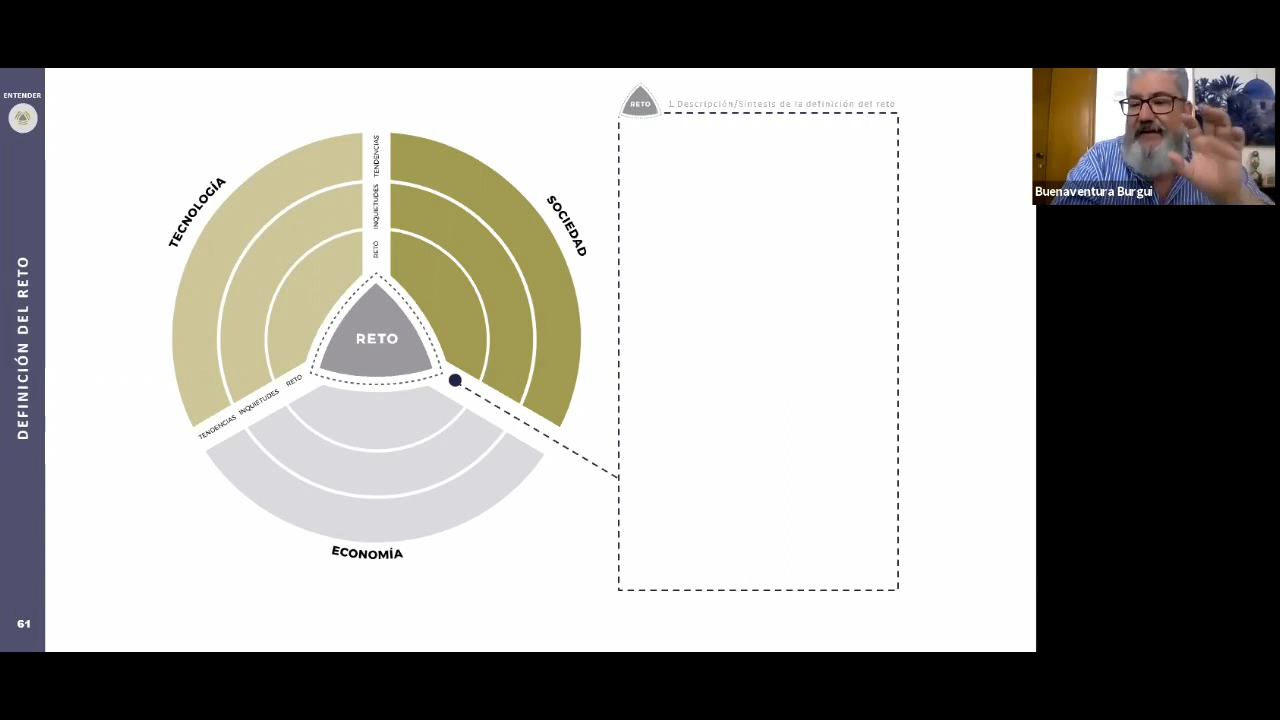 ENTENDER
DEFINICIÓN DEL RETO
61
TECNOLOGÍA
SOCIEDAD
ECONOMÍA
TENDENCIAS
INQUIETUDES
RETO
RETO
TENDENCIAS INQUIETUDES RETO
RETO
1. Descripción/Síntesis de la definición del reto
Buenaventura Burgui